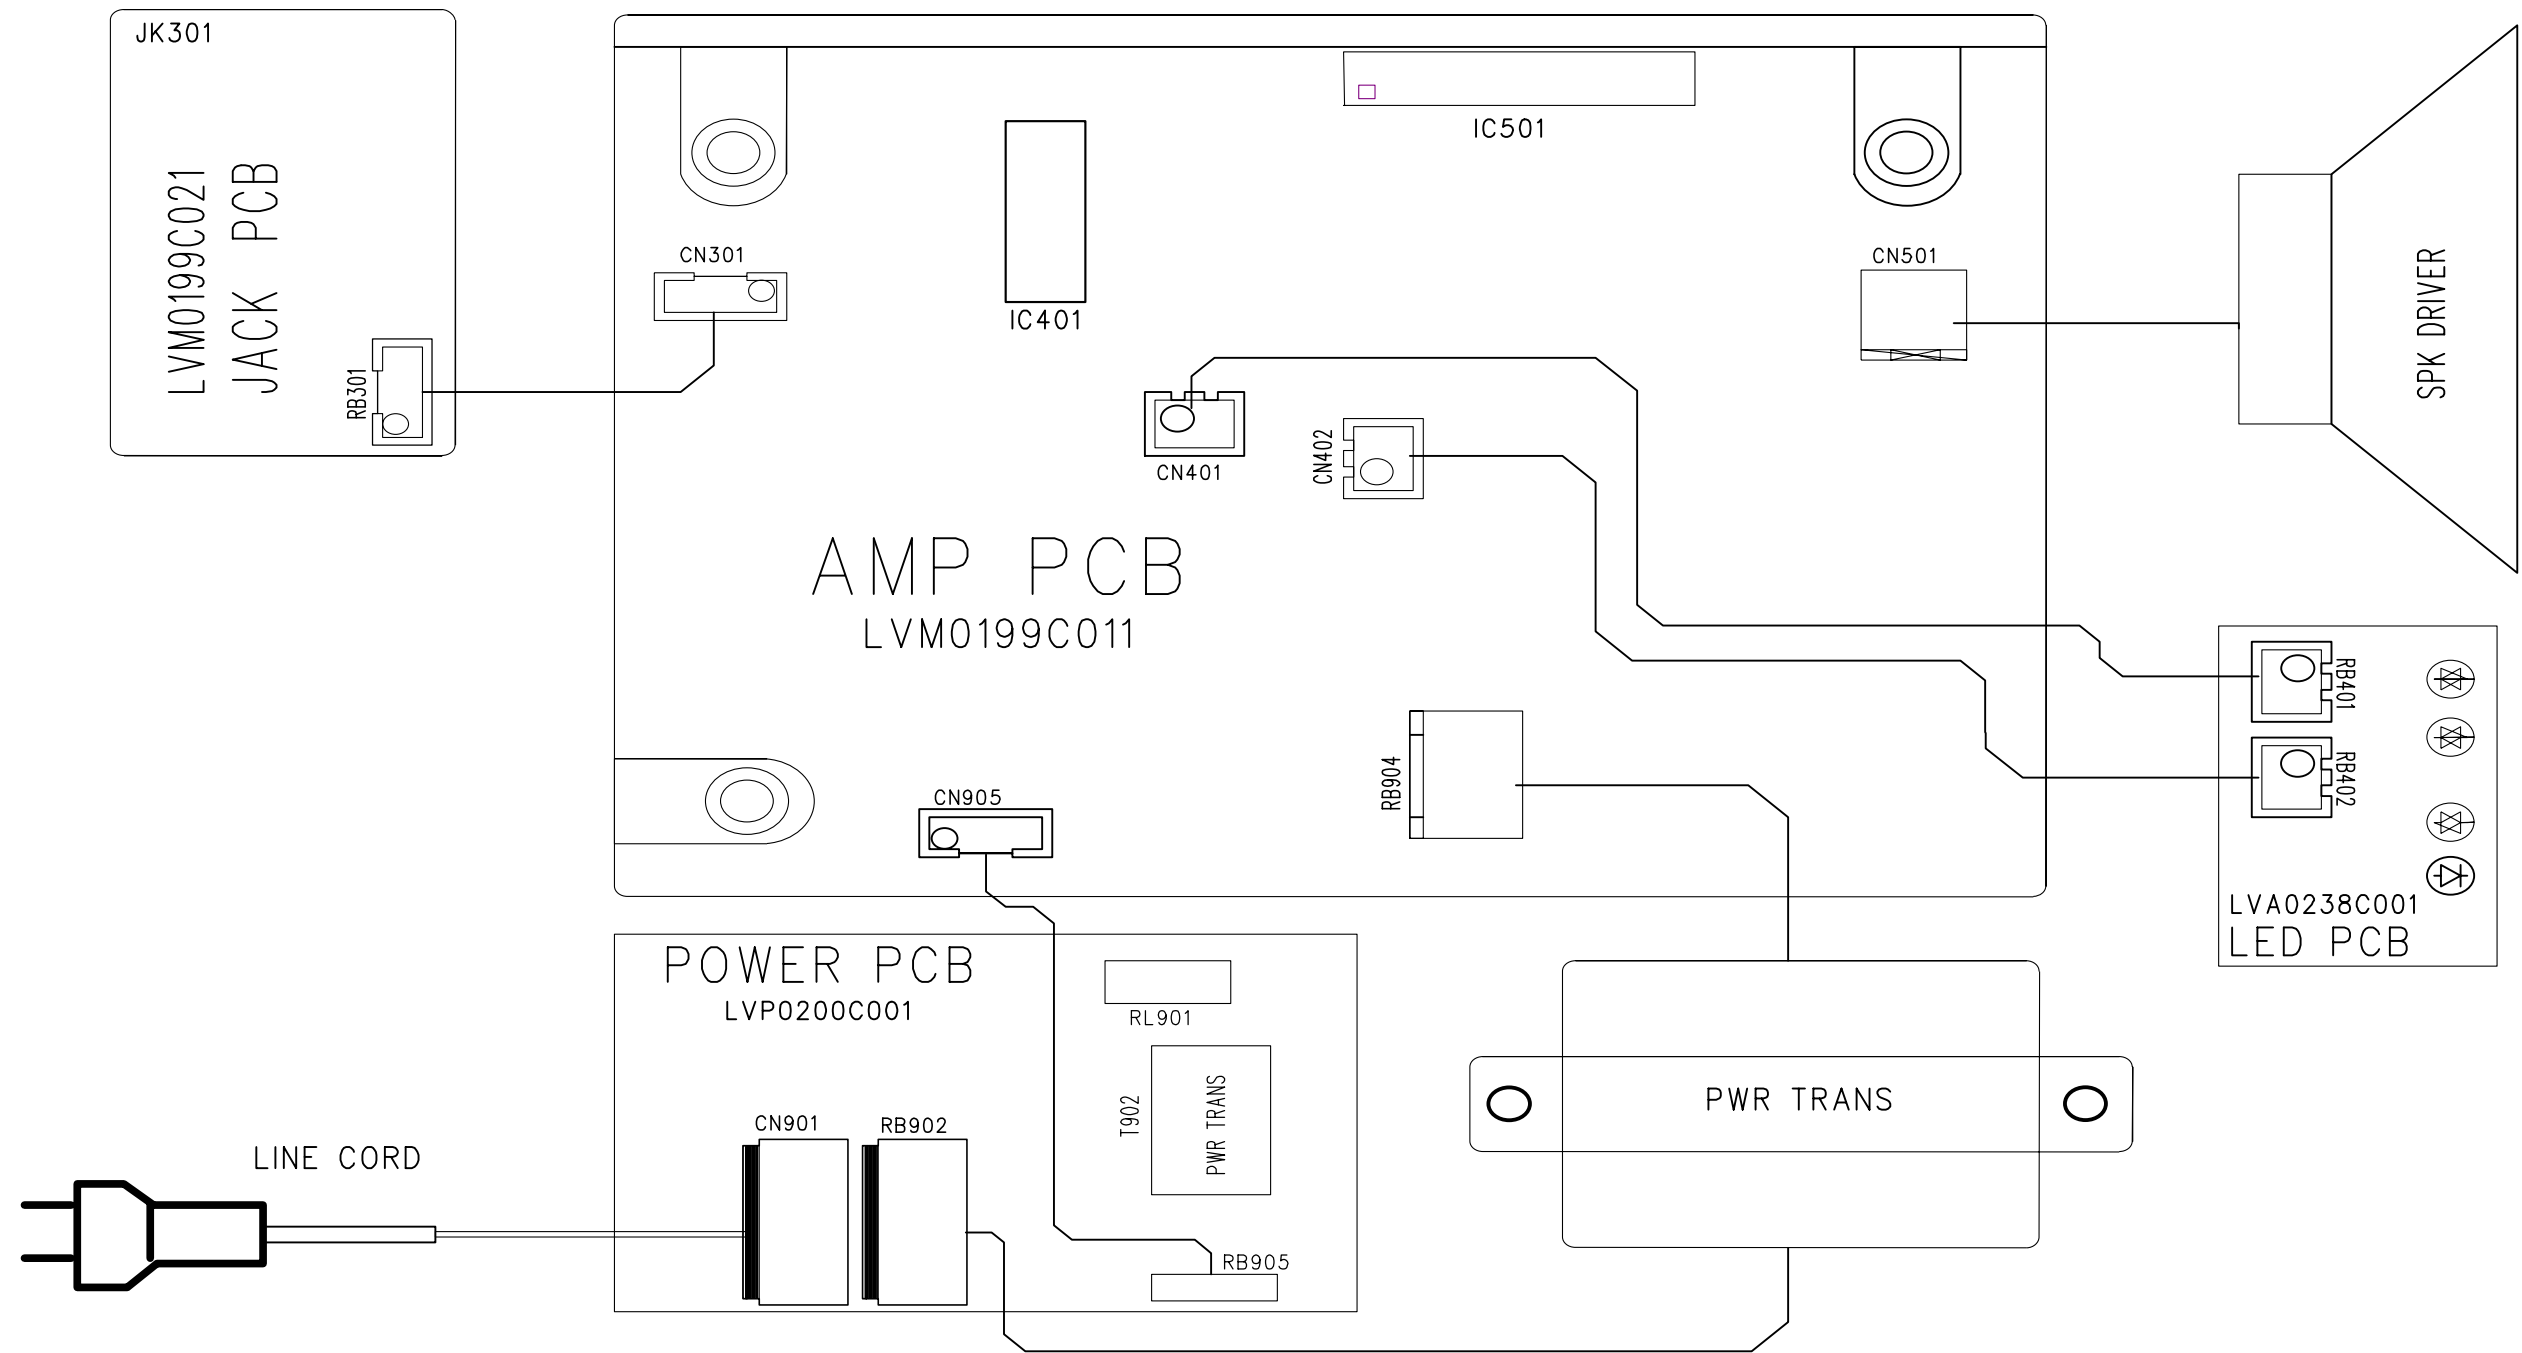 JK301
LVM0199C021
JACK PCB
RB301
CN301
IC401
IC501
CN501
CN401
CN402
SPK DRIVER
AMP PCB
LVM0199C011
RB904
CN905
RB401
RB402
LVA0238C001
LED PCB
POWER PCB
LVP0200C001
RL901
T902
PWR TRANS
CN901
RB902
RB905
PWR TRANS
LINE CORD